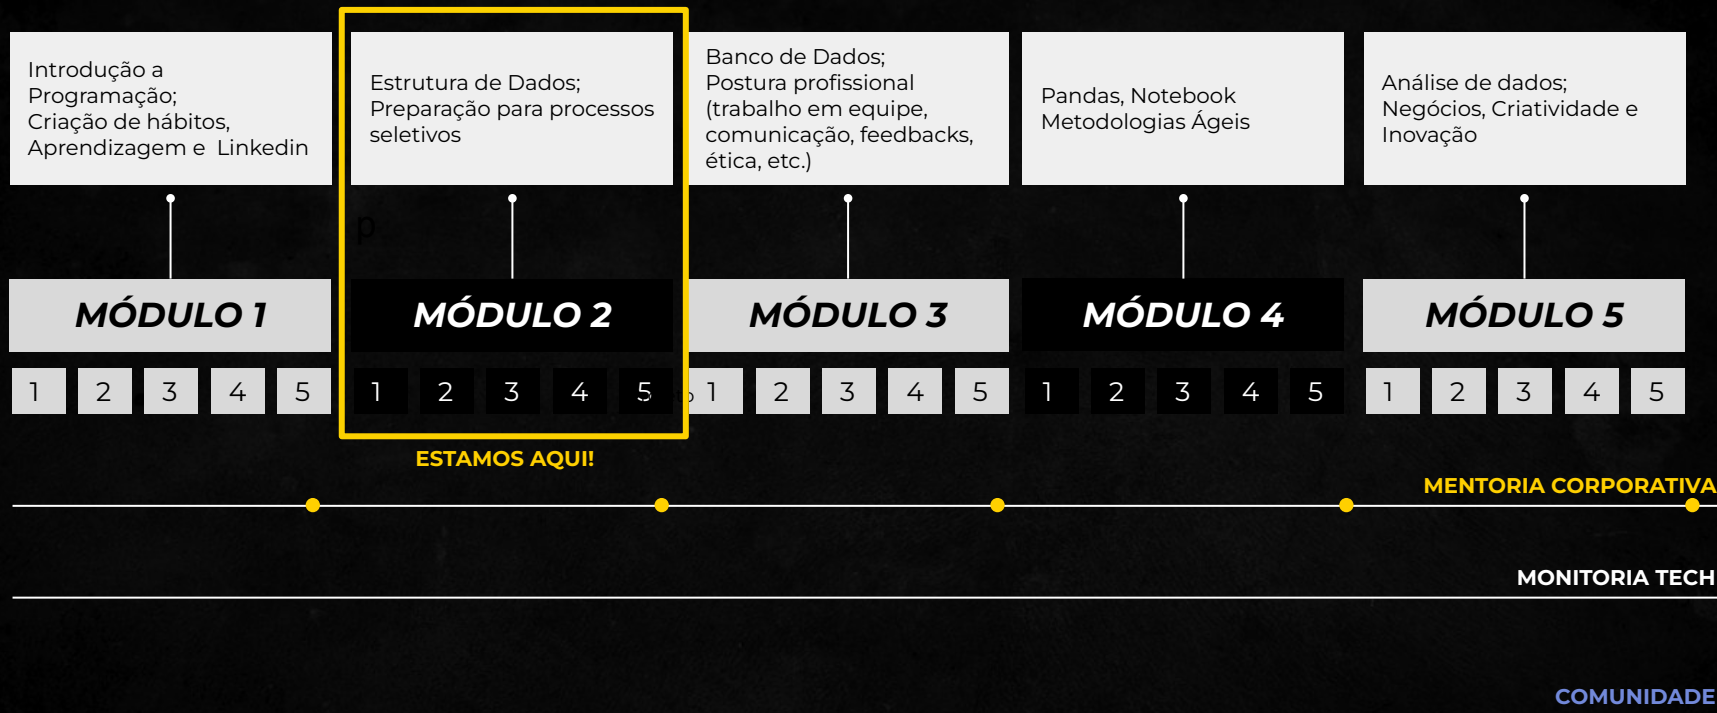 Introdução a
Programação;
Criação de hábitos,
Aprendizagem e Linkedin
Estrutura de Dados;
Preparação para processos
seletivos
Banco de Dados;
Postura profissional
(trabalho em equipe,
comunicação, feedbacks,
ética, etc.)
Pandas, Notebook
Metodologias Ágeis
Análise de dados;
Negócios, Criatividade e
Inovação
p
MÓDULO 1
MÓDULO 2
MÓDULO 3
MÓDULO 4
MÓDULO 5
1 2 3 4 5
1 2 3 4 5
1 2 3 4 5
1 2 3 4 5
1 2 3 4 5
ESTAMOS AQUI!
MENTORIA CORPORATIVA
MONITORIA TECH
COMUNIDADE